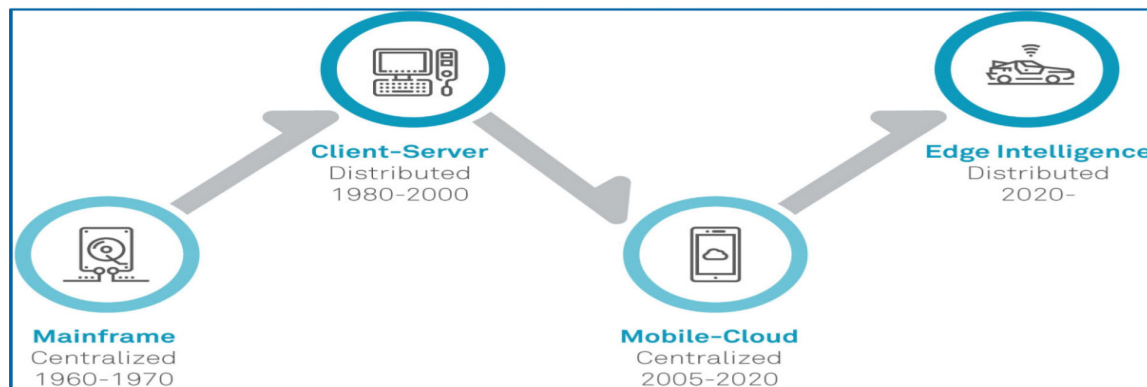 Client-Server
Distributed
1980-2000
Edge Intelligence
Distributed
2020-
Mainframe
Centralized
1960-1970
Mobile-Cloud
Centralized
2005-2020